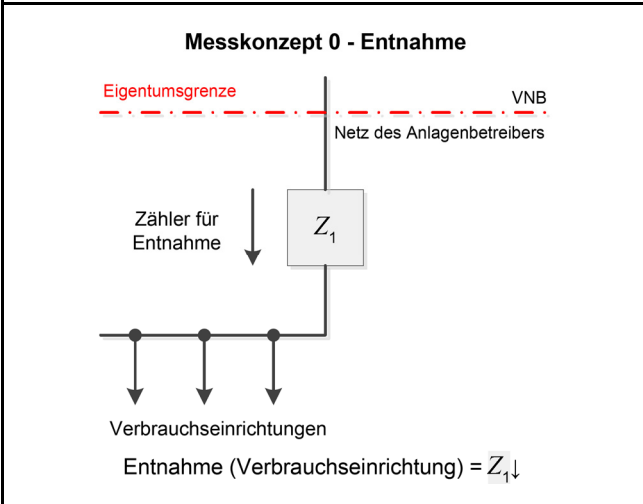 Messkonzept 0 - Entnahme
Eigentumsgrenze
VNB
Netz des Anlagenbetreibers
Zähler für
Entnahme
Z₁
Verbrauchseinrichtungen
Entnahme (Verbrauchseinrichtung) = Z₁↓